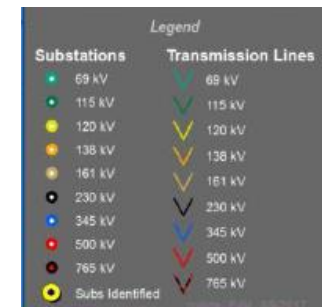 Legend
Substations Transmission Lines
69 kV 69 kV
115 kV 115 kV
120 kV 120 kV
138 kV 138 kV
161 kV 161 kV
230 kV 230 kV
345 kV 345 kV
500 kV 500 kV
765 kV 765 kV
Subs Identified